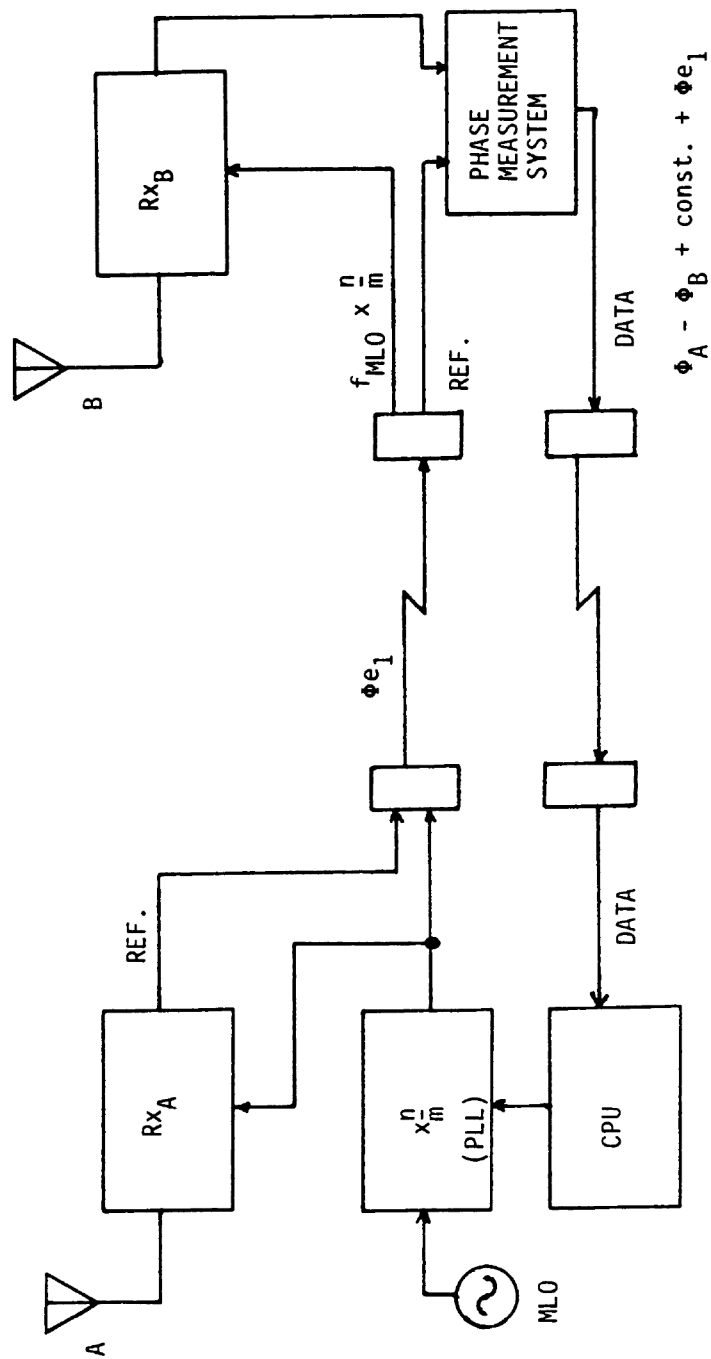 A
Rx_A
REF.
MLO
x n/m
(PLL)
CPU
DATA
Φe_1
B
Rx_B
f_MLO x n/m
REF.
PHASE
MEASUREMENT
SYSTEM
DATA
Φ_A - Φ_B + const. + Φe_1